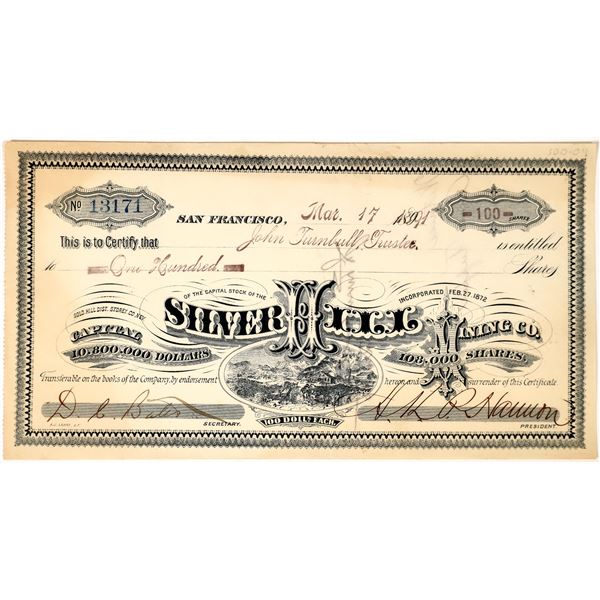 No 13171
SAN FRANCISCO, Mar. 17 1891
-100- SHARES
This is to Certify that John Turnbull, Trustee. is entitled
to One Hundred Shares
OF THE CAPITAL STOCK OF THE
INCORPORATED FEB. 27. 1872
GOLD HILL DIST. STOREY CO. NEV.
SILVER HILL MINING CO.
CAPITAL
10,800,000 DOLLARS
108,000 SHARES.
Transferable on the books of the Company, by endorsement hereon and surrender of this Certificate
D. C. Bates
SECRETARY.
100 DOLLS EACH.
PRESIDENT.